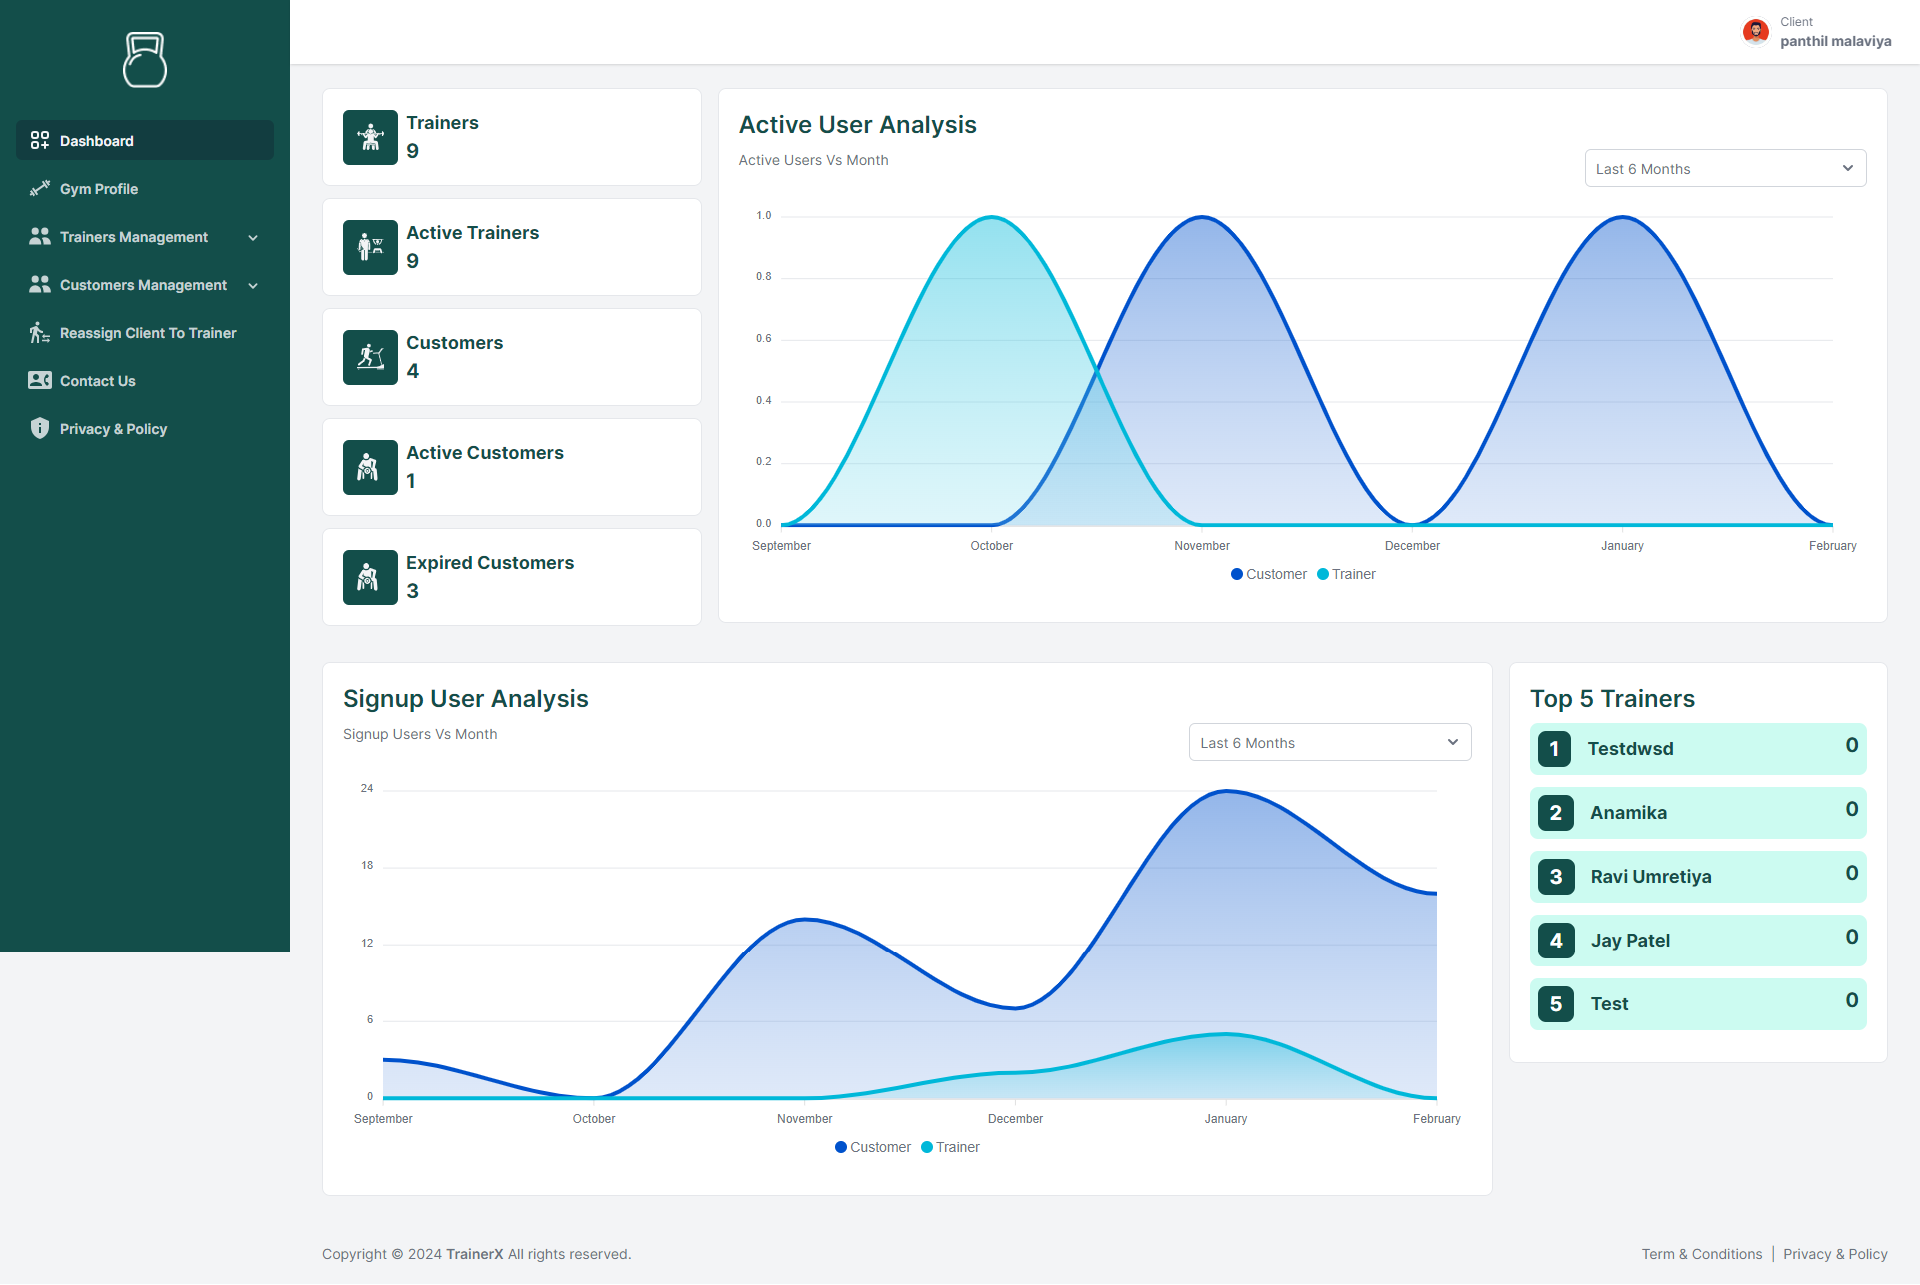 Client
panthil malaviya
Dashboard
Gym Profile
Trainers Management
Customers Management
Reassign Client To Trainer
Contact Us
Privacy & Policy
Trainers
9
Active Trainers
9
Customers
4
Active Customers
1
Expired Customers
3
Active User Analysis
Active Users Vs Month
Last 6 Months
1.0
0.8
0.6
0.4
0.2
0.0
September October November December January February
Customer Trainer
Signup User Analysis
Signup Users Vs Month
Last 6 Months
24
18
12
6
0
September October November December January February
Customer Trainer
Top 5 Trainers
1 Testdwsd 0
2 Anamika 0
3 Ravi Umretiya 0
4 Jay Patel 0
5 Test 0
Copyright © 2024 TrainerX All rights reserved.
Term & Conditions | Privacy & Policy